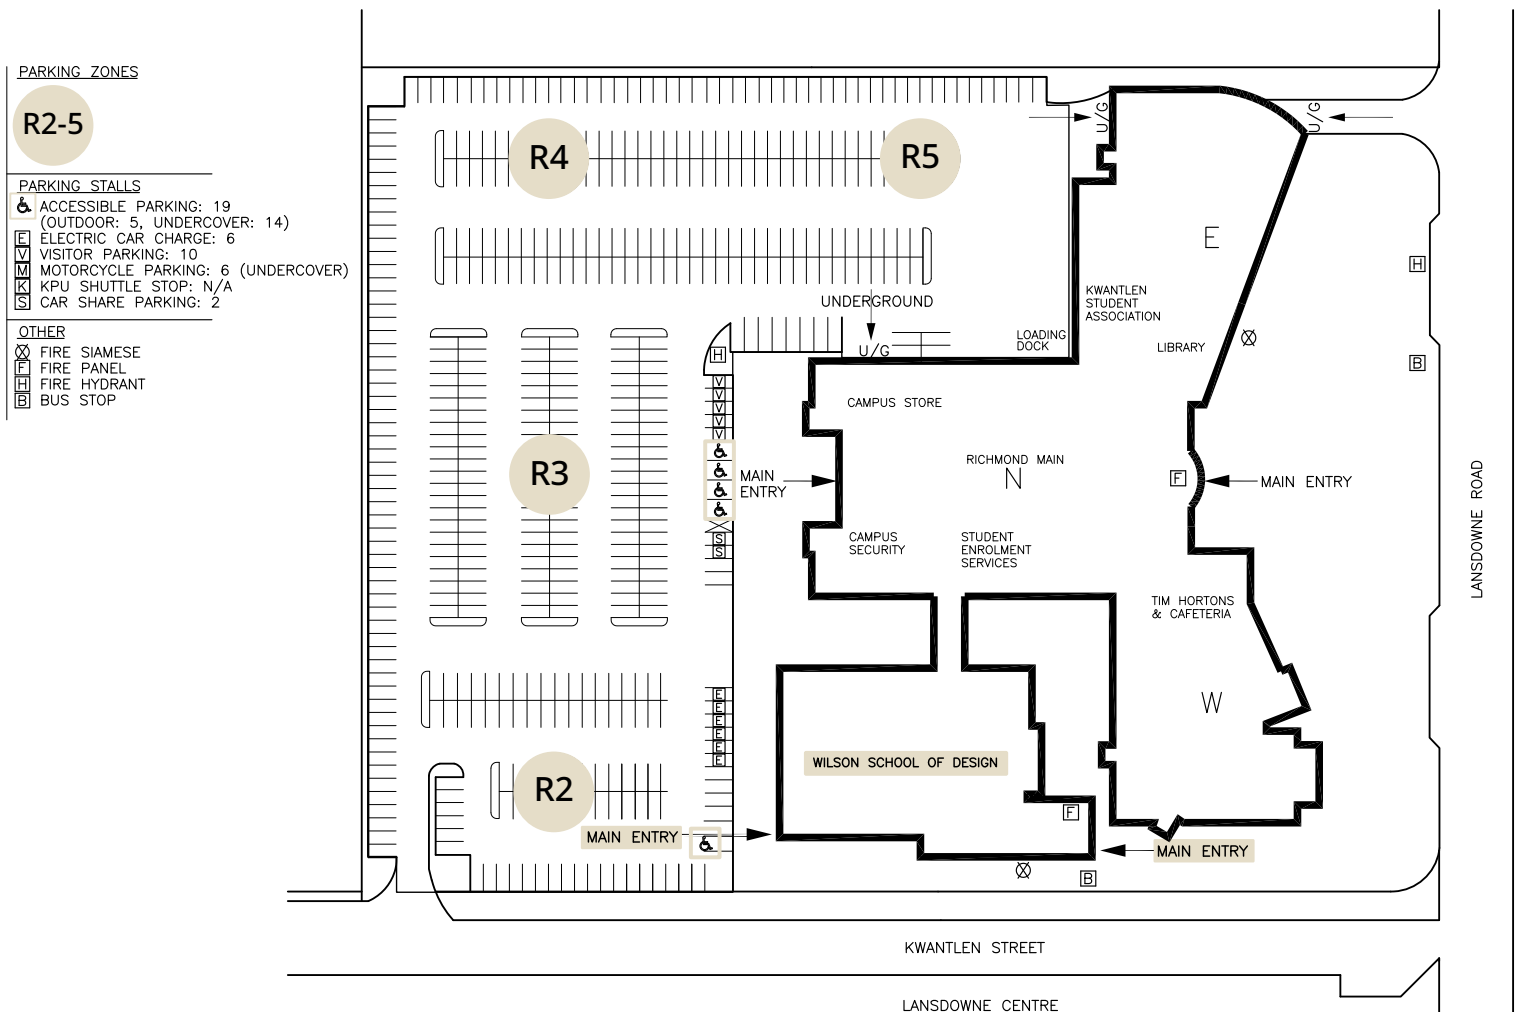 PARKING ZONES
R2-5
PARKING STALLS
ACCESSIBLE PARKING: 19
(OUTDOOR: 5, UNDERCOVER: 14)
E ELECTRIC CAR CHARGE: 6
V VISITOR PARKING: 10
M MOTORCYCLE PARKING: 6 (UNDERCOVER)
K KPU SHUTTLE STOP: N/A
S CAR SHARE PARKING: 2
OTHER
FIRE SIAMESE
F FIRE PANEL
H FIRE HYDRANT
B BUS STOP
R4
R5
U/G
U/G
E
H
KWANTLEN
STUDENT
ASSOCIATION
UNDERGROUND
U/G
LOADING
DOCK
LIBRARY
H
B
V
V
V
V
V
CAMPUS STORE
R3
MAIN
ENTRY
RICHMOND MAIN
N
F
MAIN ENTRY
LANSDOWNE ROAD
S
S
CAMPUS
SECURITY
STUDENT
ENROLMENT
SERVICES
TIM HORTONS
& CAFETERIA
E
E
E
E
E
E
W
WILSON SCHOOL OF DESIGN
R2
F
MAIN ENTRY
MAIN ENTRY
B
KWANTLEN STREET
LANSDOWNE CENTRE